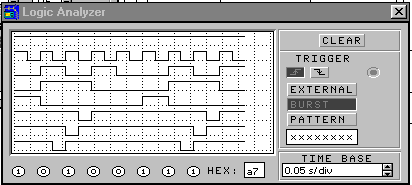 Logic Analyzer
CLEAR
TRIGGER
EXTERNAL
BURST
PATTERN
xxxxxxxx
TIME BASE
0.05 s/div
1 0 1 0 0 1 1 1 HEX: a7